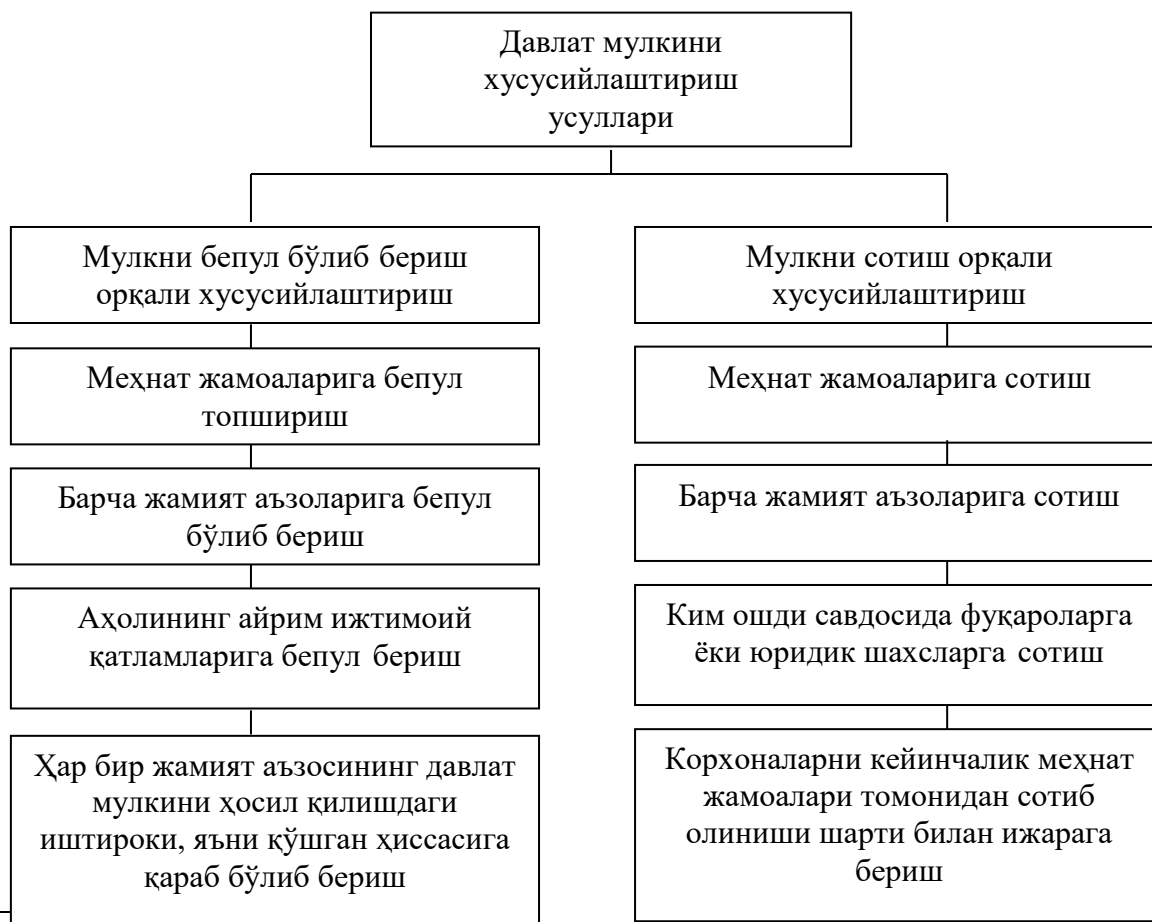 Давлат мулкини
хусусийлаштириш
усуллари
Мулкни бепул бўлиб бериш
орқали хусусийлаштириш
Меҳнат жамоаларига бепул
топшириш
Барча жамият аъзоларига бепул
бўлиб бериш
Аҳолининг айрим ижтимоий
қатламларига бепул бериш
Ҳар бир жамият аъзосининг давлат
мулкини ҳосил қилишдаги
иштироки, яъни қўшган ҳиссасига
қараб бўлиб бериш
Мулкни сотиш орқали
хусусийлаштириш
Меҳнат жамоаларига сотиш
Барча жамият аъзоларига сотиш
Ким ошди савдосида фуқароларга
ёки юридик шахсларга сотиш
Корхоналарни кейинчалик меҳнат
жамоалари томонидан сотиб
олиниши шарти билан ижарага
бериш